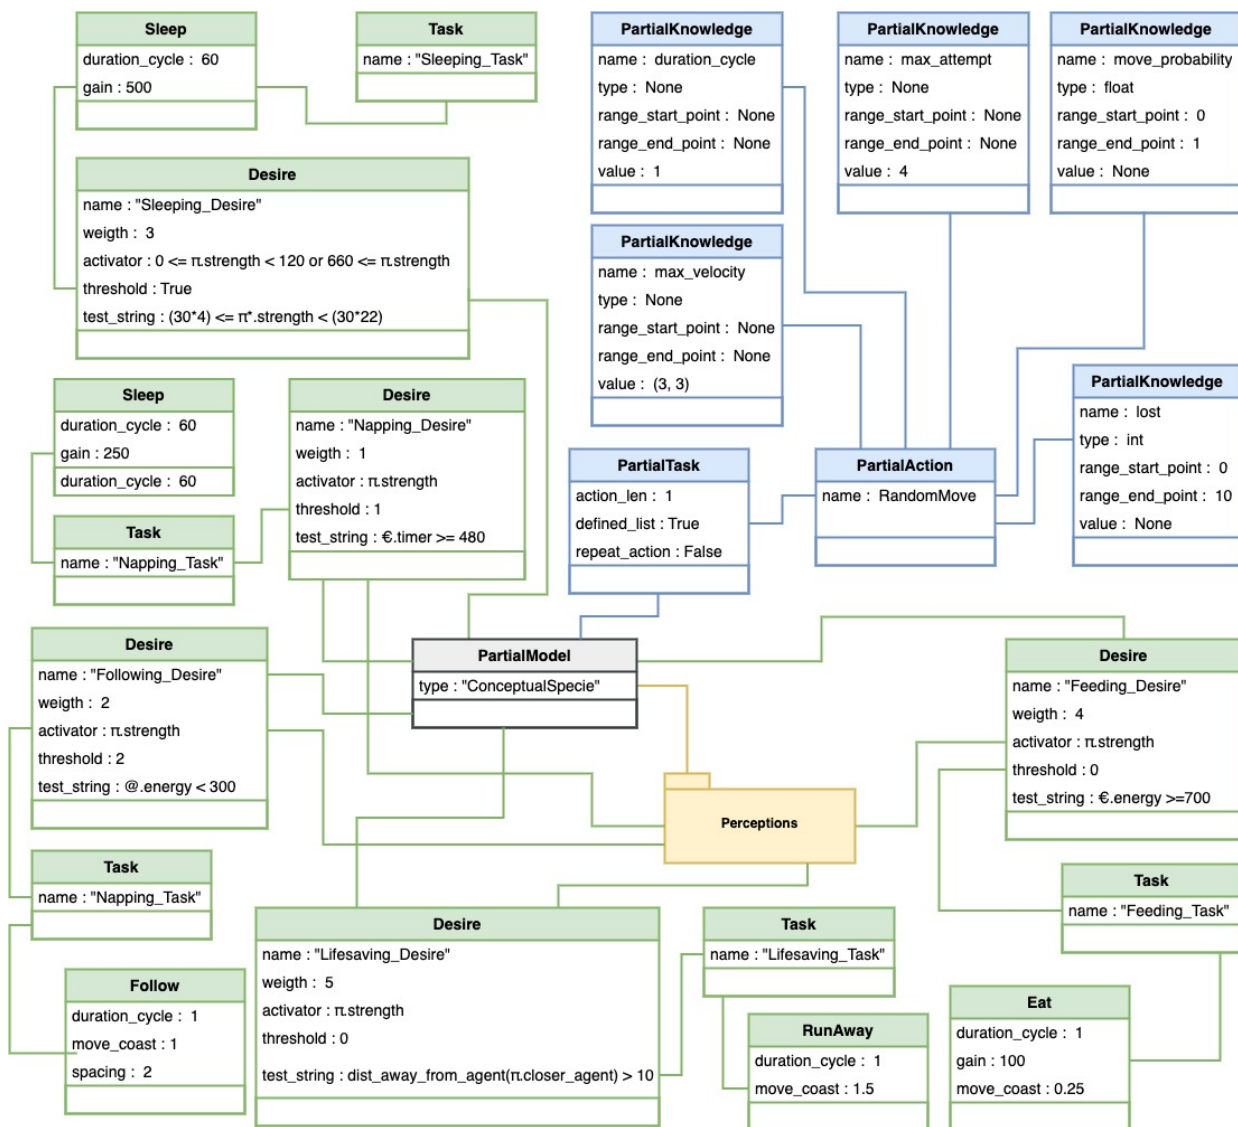 Sleep
duration_cycle : 60
gain : 500
Task
name : "Sleeping_Task"
PartialKnowledge
name : duration_cycle
type : None
range_start_point : None
range_end_point : None
value : 1
PartialKnowledge
name : max_attempt
type : None
range_start_point : None
range_end_point : None
value : 4
PartialKnowledge
name : move_probability
type : float
range_start_point : 0
range_end_point : 1
value : None
Desire
name : "Sleeping_Desire"
weigth : 3
activator : 0 <= π.strength < 120 or 660 <= π.strength
threshold : True
test_string : (30*4) <= π*.strength < (30*22)
PartialKnowledge
name : max_velocity
type : None
range_start_point : None
range_end_point : None
value : (3, 3)
Sleep
duration_cycle : 60
gain : 250
duration_cycle : 60
Desire
name : "Napping_Desire"
weigth : 1
activator : π.strength
threshold : 1
test_string : €.timer >= 480
PartialKnowledge
name : lost
type : int
range_start_point : 0
range_end_point : 10
value : None
PartialTask
action_len : 1
defined_list : True
repeat_action : False
PartialAction
name : RandomMove
Task
name : "Napping_Task"
Desire
name : "Following_Desire"
weigth : 2
activator : π.strength
threshold : 2
test_string : @.energy < 300
PartialModel
type : "ConceptualSpecie"
Desire
name : "Feeding_Desire"
weigth : 4
activator : π.strength
threshold : 0
test_string : €.energy >=700
Perceptions
Task
name : "Napping_Task"
Task
name : "Feeding_Task"
Desire
name : "Lifesaving_Desire"
weigth : 5
activator : π.strength
threshold : 0
test_string : dist_away_from_agent(π.closer_agent) > 10
Task
name : "Lifesaving_Task"
Follow
duration_cycle : 1
move_coast : 1
spacing : 2
RunAway
duration_cycle : 1
move_coast : 1.5
Eat
duration_cycle : 1
gain : 100
move_coast : 0.25